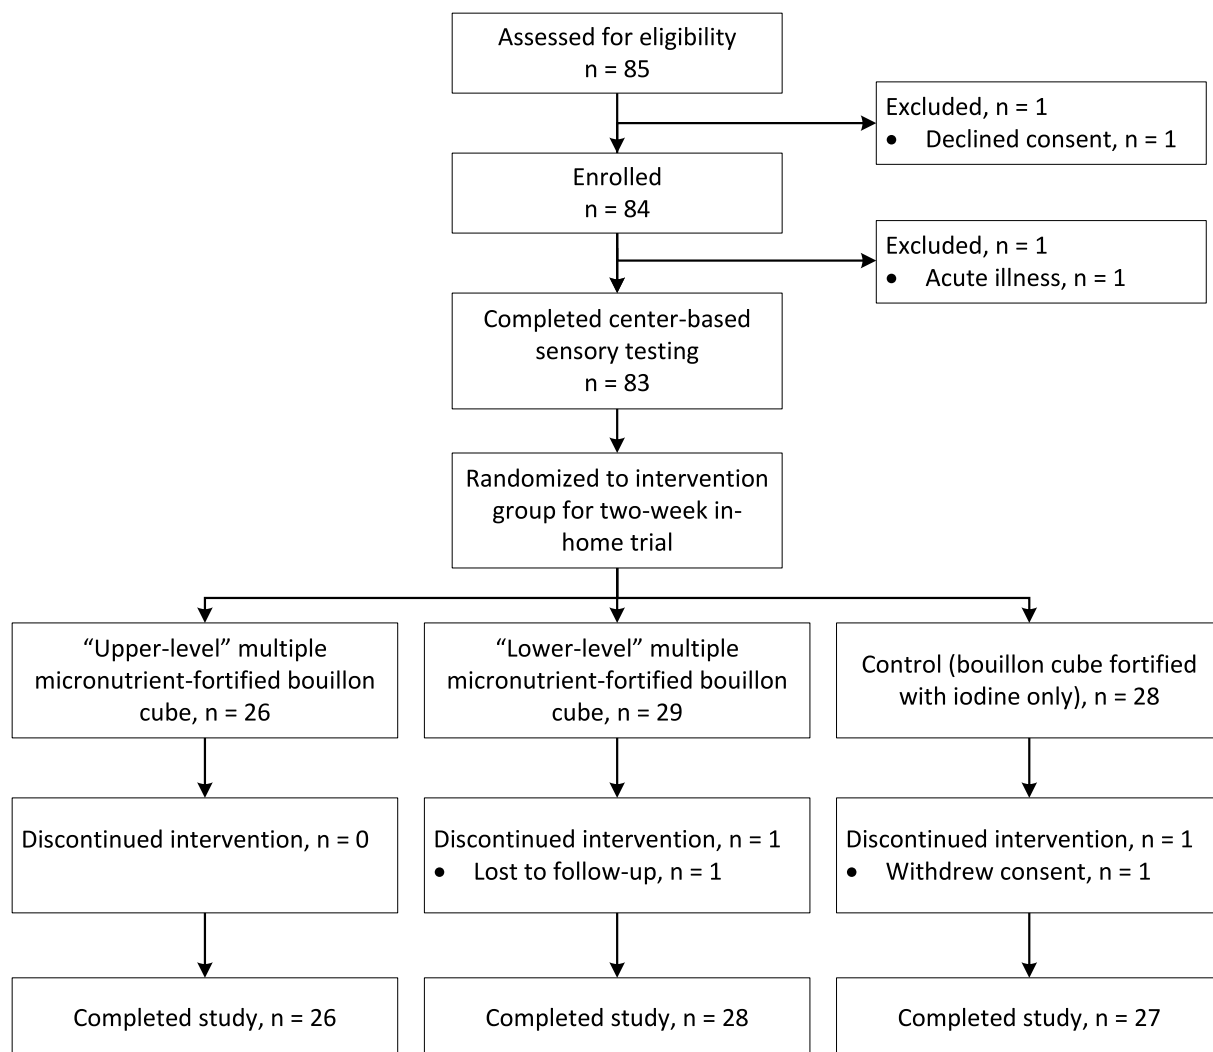 Assessed for eligibility
n = 85
Excluded, n = 1
• Declined consent, n = 1
Enrolled
n = 84
Excluded, n = 1
• Acute illness, n = 1
Completed center-based
sensory testing
n = 83
Randomized to intervention
group for two-week in-
home trial
“Upper-level” multiple
micronutrient-fortified bouillon
cube, n = 26
“Lower-level” multiple
micronutrient-fortified bouillon
cube, n = 29
Control (bouillon cube fortified
with iodine only), n = 28
Discontinued intervention, n = 0
Discontinued intervention, n = 1
• Lost to follow-up, n = 1
Discontinued intervention, n = 1
• Withdrew consent, n = 1
Completed study, n = 26
Completed study, n = 28
Completed study, n = 27